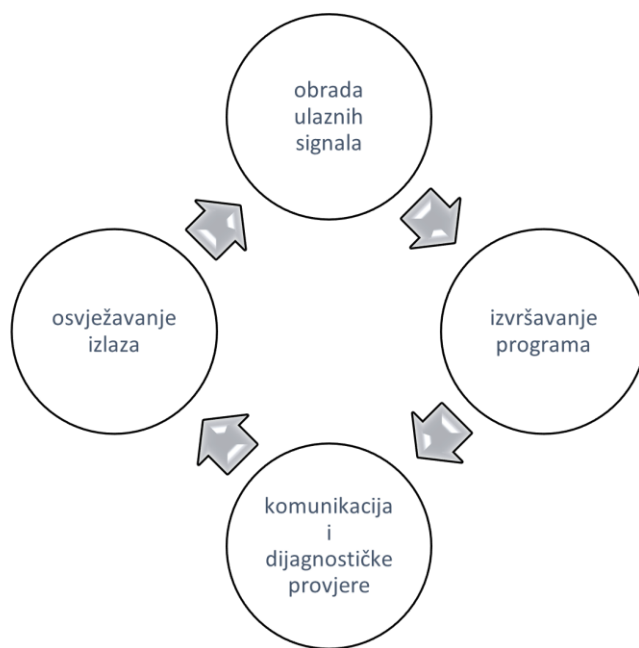 obrada
ulaznih
signala
osvježavanje
izlaza
izvršavanje
programa
komunikacija
i
dijagnostičke
provjere